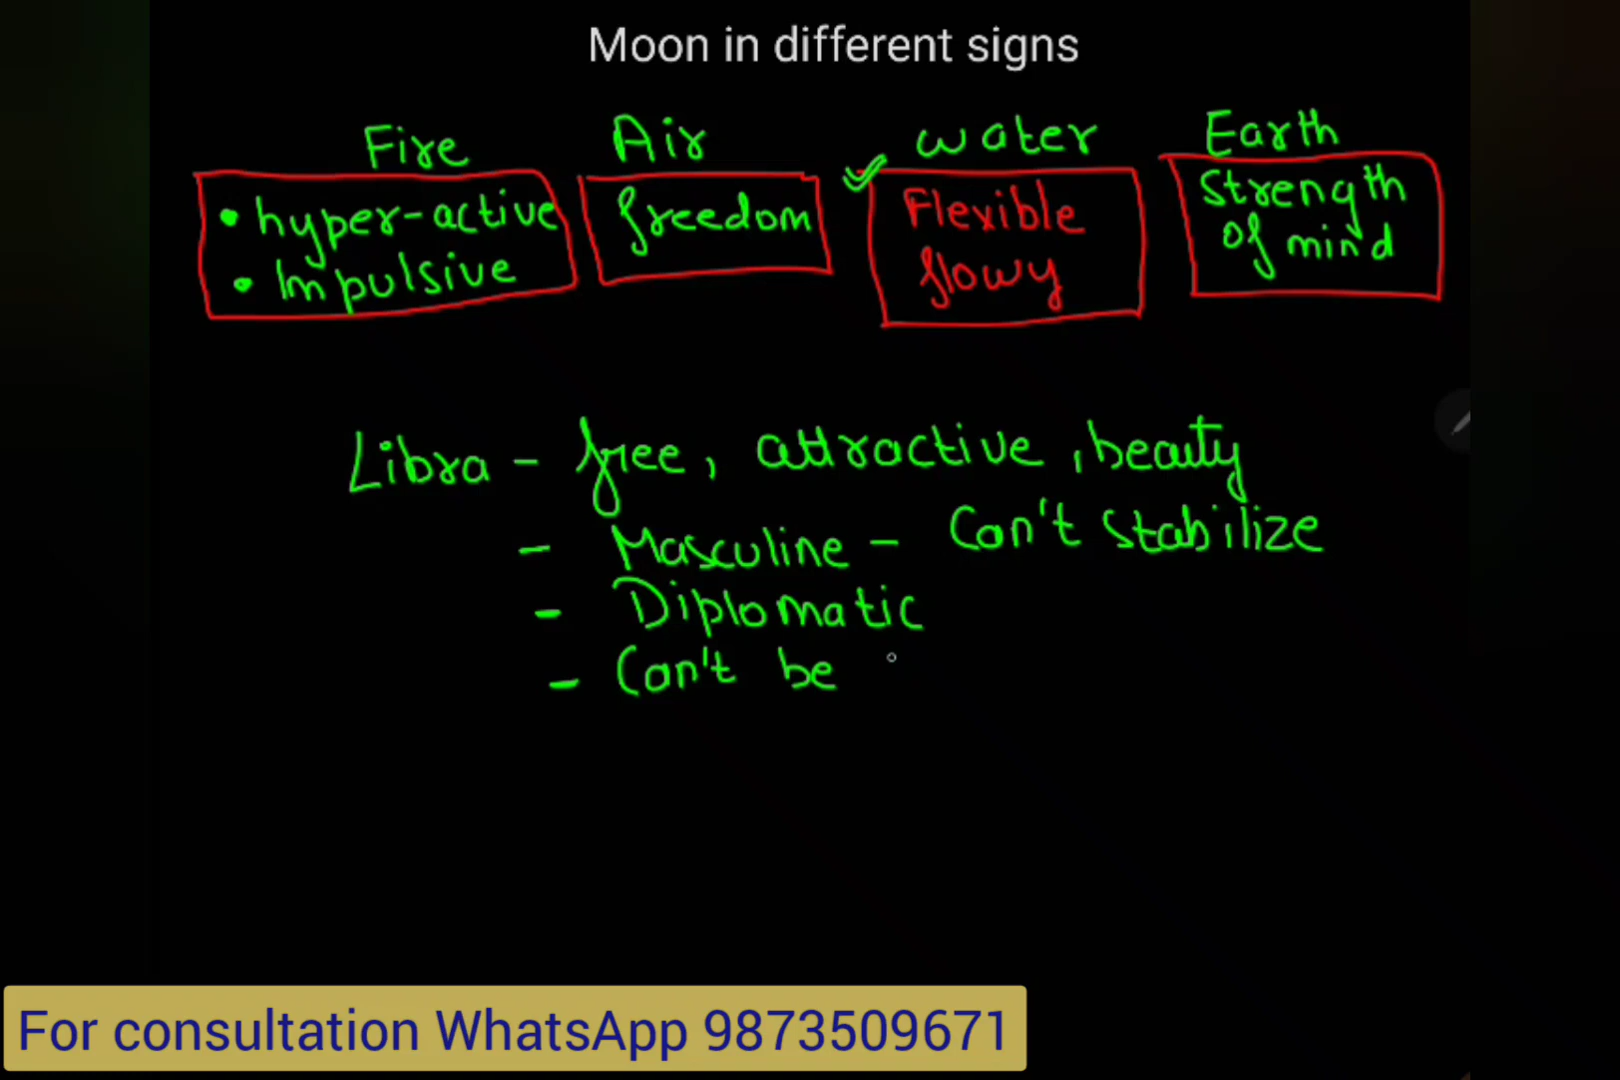 Moon in different signs
Fire Air Water Earth
• hyper-active freedom Flexible Strength
• Impulsive flowy Of mind
Libra - free, attractive, beauty
- Masculine - Can't stabilize
- Diplomatic
- Can't be
For consultation WhatsApp 9873509671